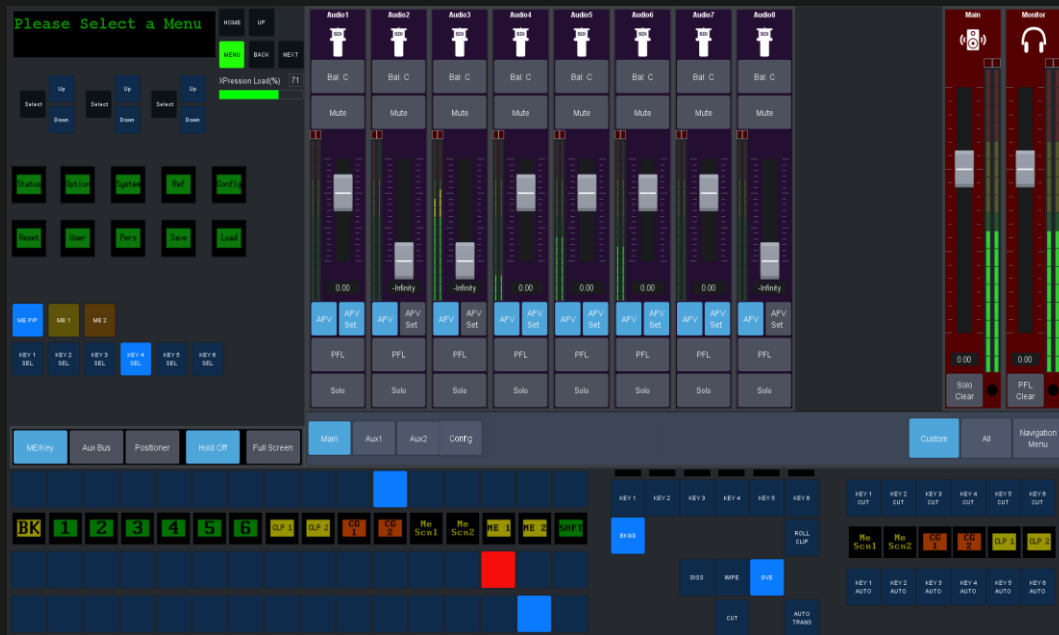 Please Select a Menu
HOME
UP
MENU
BACK
NEXT
XPression Load(%) 71
Select
Up
Down
Select
Up
Down
Select
Up
Down
Status
Option
System
Ref
Config
Reset
User
Pers
Save
Load
ME P/P
ME 1
ME 2
KEY 1 SEL
KEY 2 SEL
KEY 3 SEL
KEY 4 SEL
KEY 5 SEL
KEY 6 SEL
ME/Key
Aux Bus
Positioner
Hold Off
Full Screen
Audio1 Audio2 Audio3 Audio4 Audio5 Audio6 Audio7 Audio8
SDI SDI SDI SDI SDI SDI SDI SDI
Bal: C Bal: C Bal: C Bal: C Bal: C Bal: C Bal: C Bal: C
Mute Mute Mute Mute Mute Mute Mute Mute
0.00 -Infinity -Infinity 0.00 0.00 0.00 0.00 -Infinity
AFV AFV Set AFV AFV Set AFV AFV Set AFV AFV Set AFV AFV Set AFV AFV Set AFV AFV Set AFV AFV Set
PFL PFL PFL PFL PFL PFL PFL PFL
Solo Solo Solo Solo Solo Solo Solo Solo
Main Monitor
0.00 0.00
Solo Clear
PFL Clear
Main
Aux1
Aux2
Config
Custom
All
Navigation Menu
BK 1 2 3 4 5 6 CLP 1 CLP 2 CG 1 CG 2 Me Scn1 Me Scn2 ME 1 ME 2 SHFT
KEY 1 KEY 2 KEY 3 KEY 4 KEY 5 KEY 6
BKGD
ROLL CLIP
DISS WIPE DVE
CUT
AUTO TRANS
KEY 1 CUT
KEY 2 CUT
KEY 3 CUT
KEY 4 CUT
KEY 5 CUT
KEY 6 CUT
Me Scn1 Me Scn2 CG 1 CG 2 CLP 1 CLP 2
KEY 1 AUTO
KEY 2 AUTO
KEY 3 AUTO
KEY 4 AUTO
KEY 5 AUTO
KEY 6 AUTO